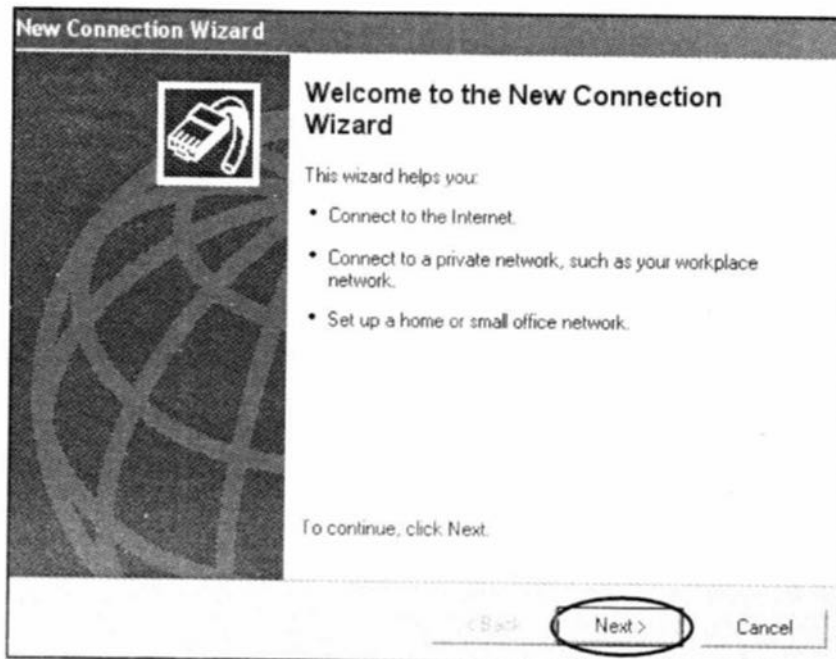 New Connection Wizard
Welcome to the New Connection
Wizard
This wizard helps you:
• Connect to the Internet.
• Connect to a private network, such as your workplace
network.
• Set up a home or small office network.
To continue, click Next.
< Back
Next >
Cancel